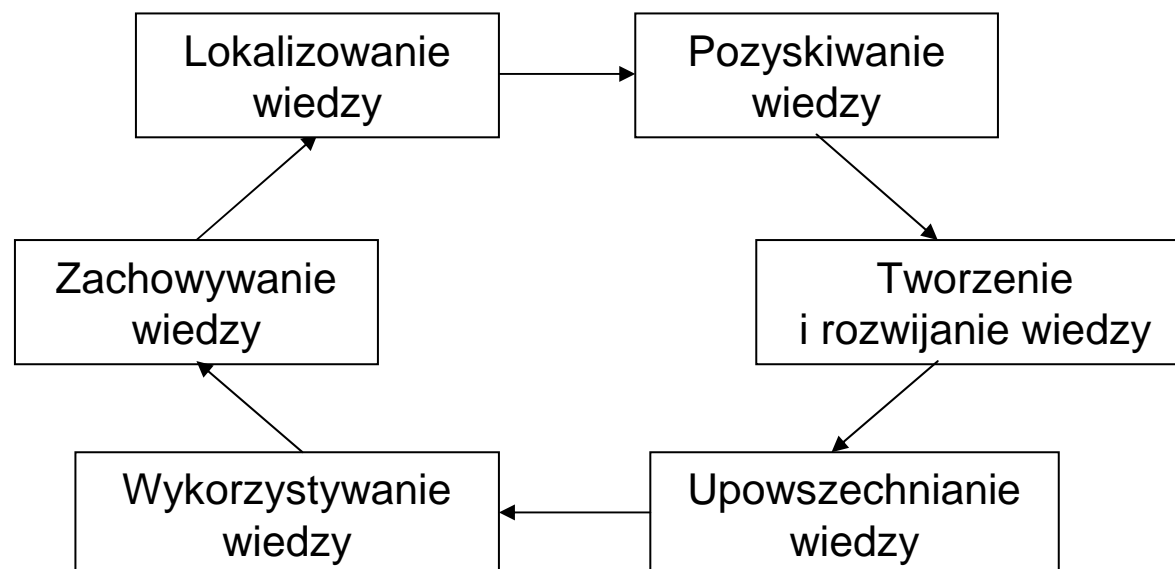 Lokalizowanie
wiedzy
Pozyskiwanie
wiedzy
Tworzenie
i rozwijanie wiedzy
Upowszechnianie
wiedzy
Wykorzystywanie
wiedzy
Zachowywanie
wiedzy